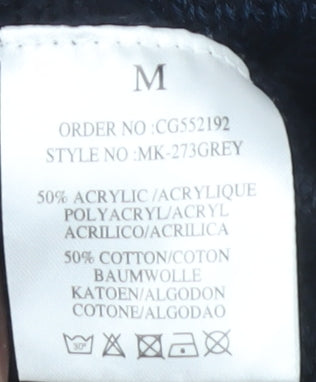 M
ORDER NO :CG552192
STYLE NO :MK-273GREY
50% ACRYLIC /ACRYLIQUE
POLYACRYL/ACRYL
ACRILICO/ACRILICA
50% COTTON/COTON
BAUMWOLLE
KATOEN/ALGODON
COTONE/ALGODAO
30°